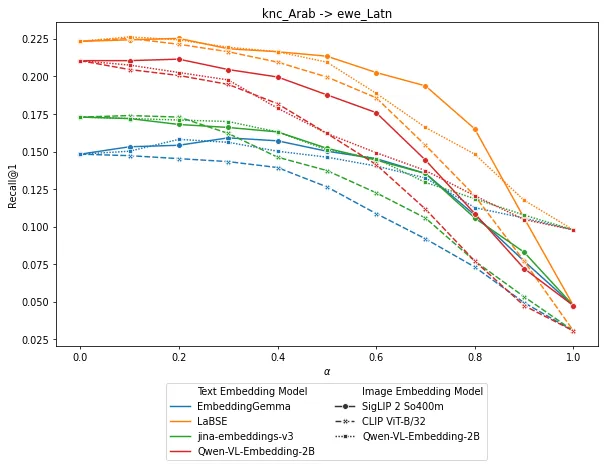 knc_Arab -> ewe_Latn
Recall@1
0.225
0.200
0.175
0.150
0.125
0.100
0.075
0.050
0.025
0.0 0.2 0.4 0.6 0.8 1.0
α
Text Embedding Model Image Embedding Model
EmbeddingGemma SigLIP 2 So400m
LaBSE CLIP ViT-B/32
jina-embeddings-v3 Qwen-VL-Embedding-2B
Qwen-VL-Embedding-2B